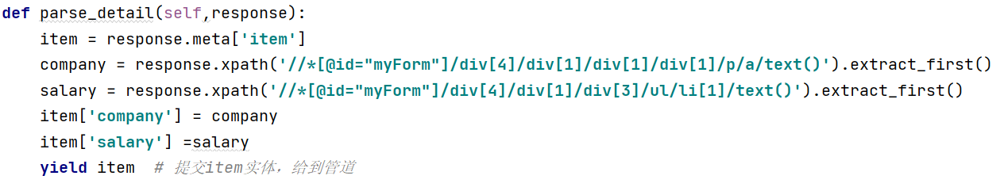 def parse_detail(self,response):
    item = response.meta['item']
    company = response.xpath('//*[@id="myForm"]/div[4]/div[1]/div[1]/div[1]/p/a/text()').extract_first()
    salary = response.xpath('//*[@id="myForm"]/div[4]/div[1]/div[3]/ul/li[1]/text()').extract_first()
    item['company'] = company
    item['salary'] =salary
    yield item  # 提交item实体，给到管道